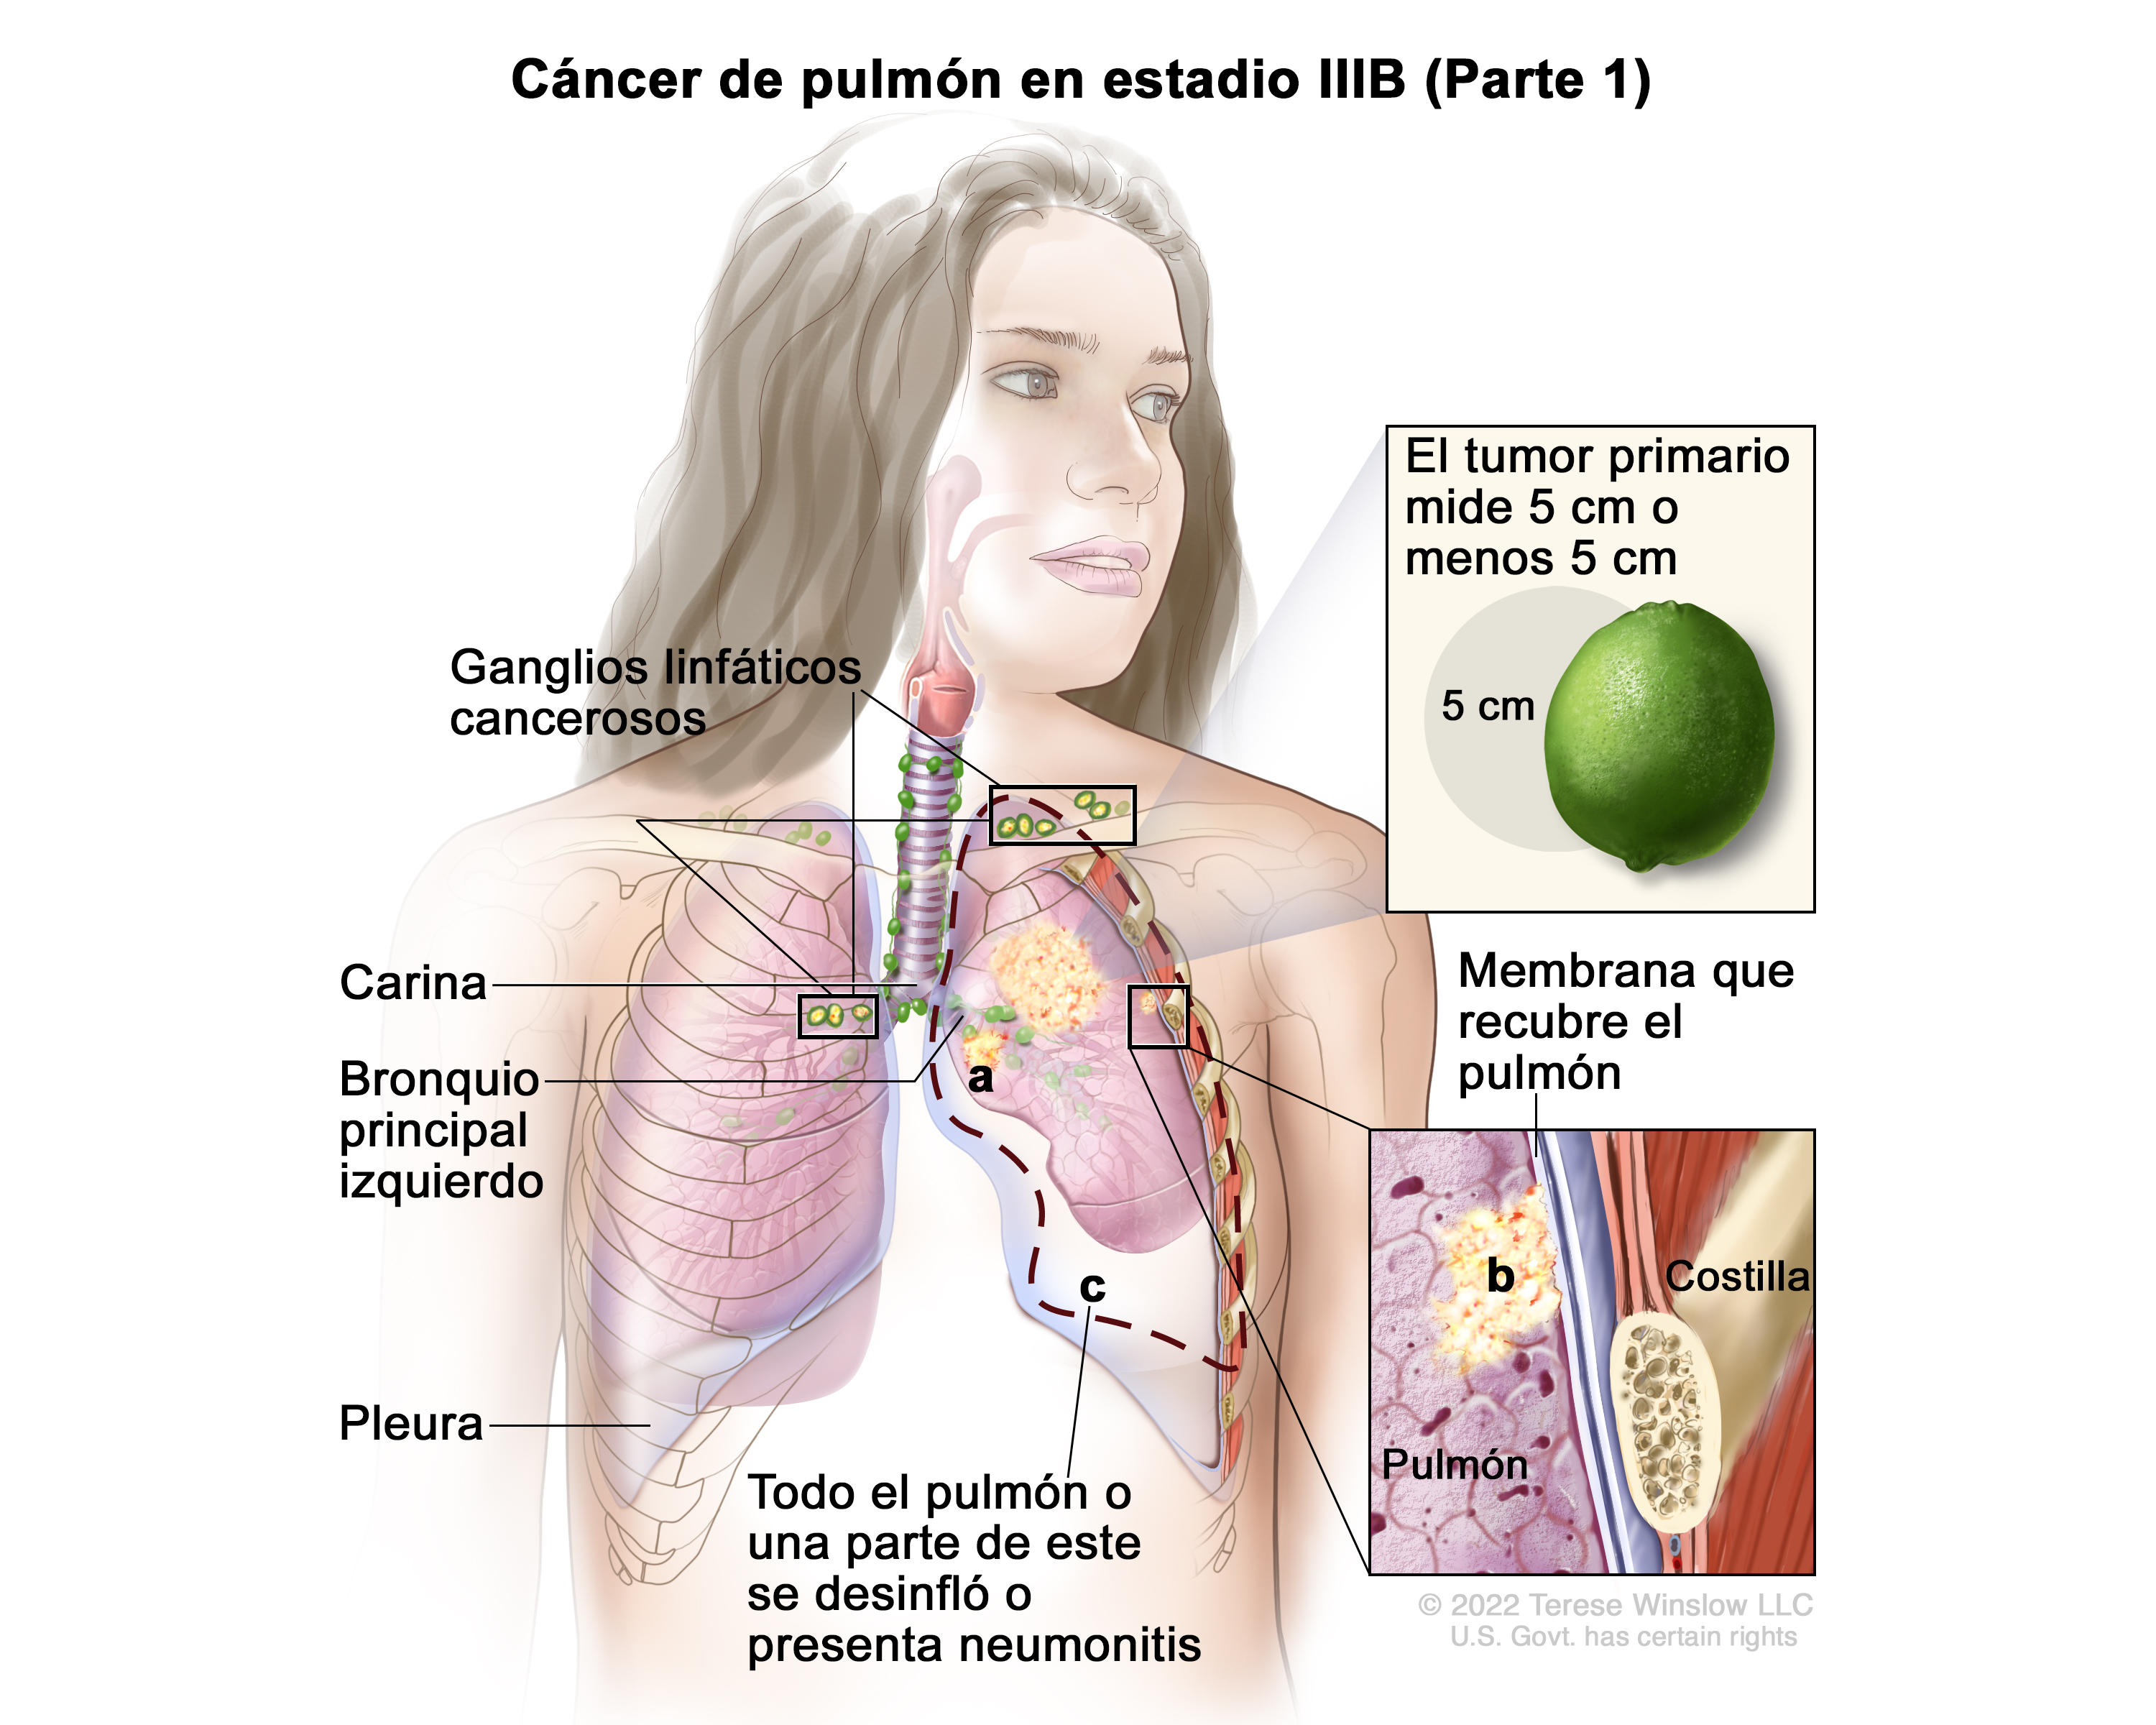 Cáncer de pulmón en estadio IIIB (Parte 1)
El tumor primario
mide 5 cm o
menos 5 cm
5 cm
Ganglios linfáticos
cancerosos
Carina
Bronquio
principal
izquierdo
a
Membrana que
recubre el
pulmón
b
Costilla
Pulmón
c
Pleura
Todo el pulmón o
una parte de este
se desinfló o
presenta neumonitis
© 2022 Terese Winslow LLC
U.S. Govt. has certain rights